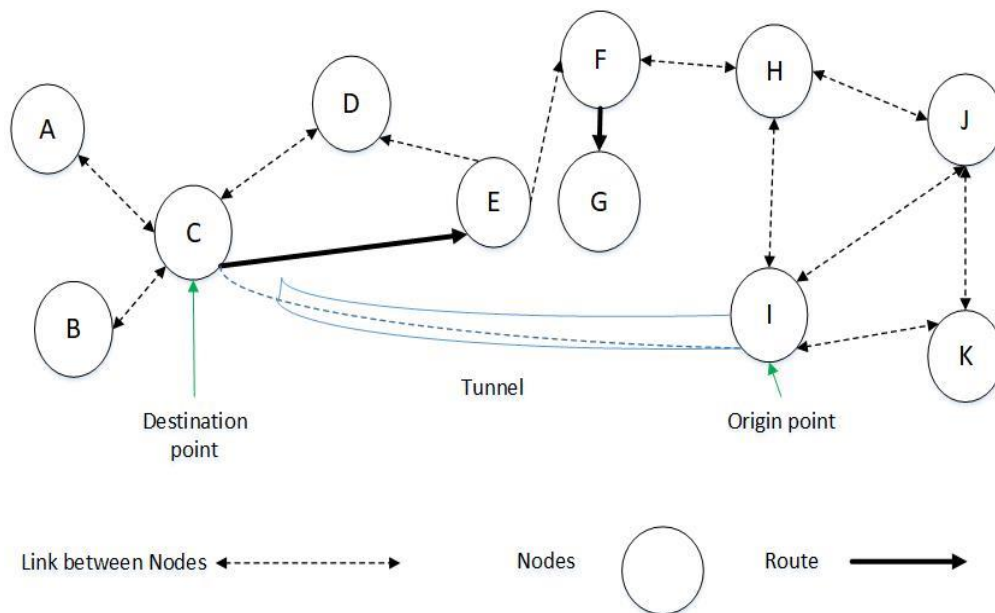 F
H
D
J
A
E
G
C
I
B
K
Tunnel
Destination
point
Origin point
Link between Nodes
Nodes
Route